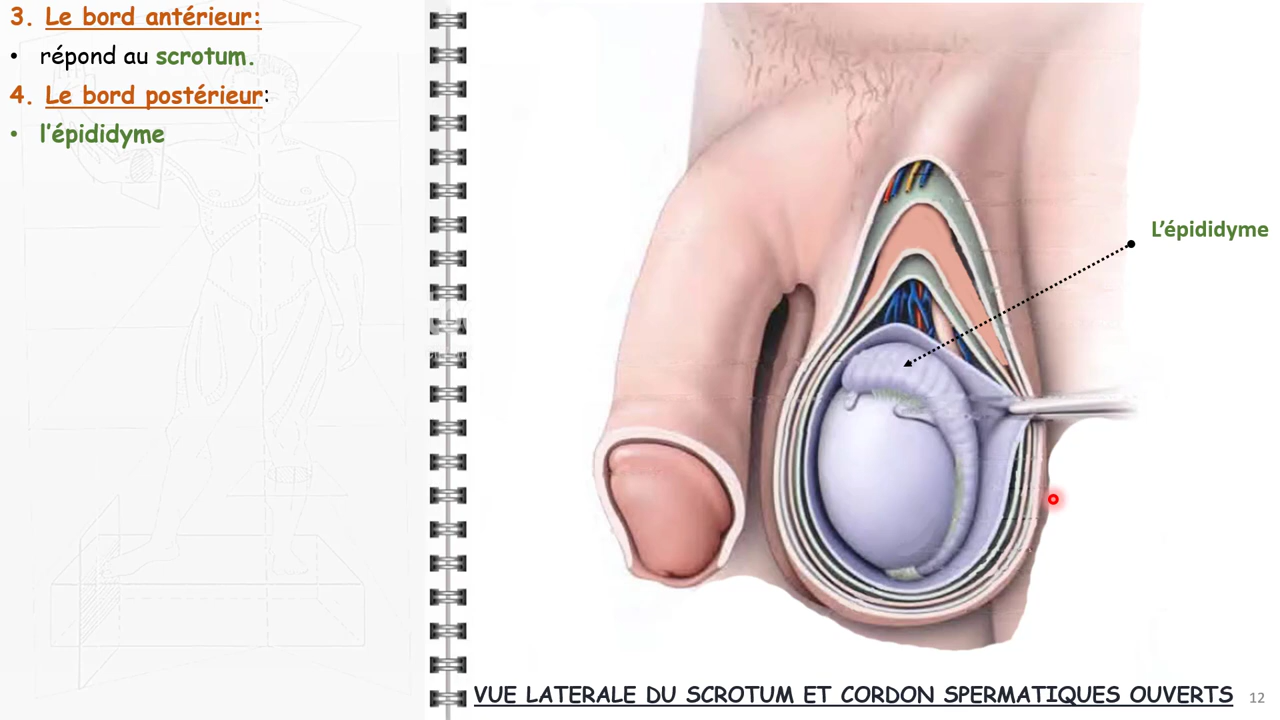 3. Le bord antérieur:
• répond au scrotum.
4. Le bord postérieur:
• l'épididyme
L'épididyme
VUE LATERALE DU SCROTUM ET CORDON SPERMATIQUES OUVERTS
12